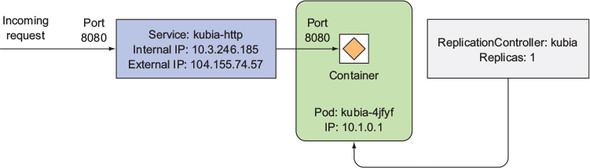 Incoming
request
Port
8080
Service: kubia-http
Internal IP: 10.3.246.185
External IP: 104.155.74.57
Port
8080
Container
Pod: kubia-4jfyf
IP: 10.1.0.1
ReplicationController: kubia
Replicas: 1